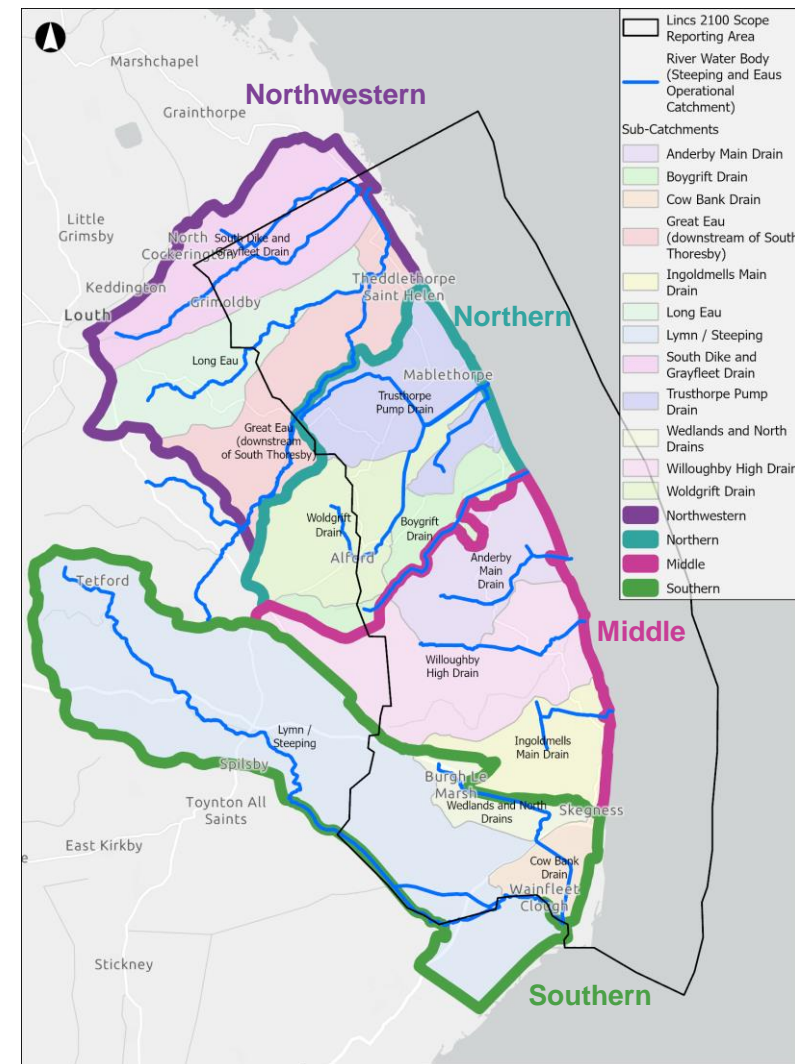 Marshchapel
Northwestern
Grainthorpe
Little
Grimsby
North
Cockerington
South Dike and
Grayfleet Drain
Keddington
Grimoldby
Louth
Theddlethorpe
Saint Helen
Northern
Long Eau
Mablethorpe
Trusthorpe
Pump Drain
Great Eau
(downstream
of South Thoresby)
Woldgrift
Drain
Boygrift
Drain
Alford
Anderby
Main
Drain
Tetford
Middle
Willoughby
High Drain
Lymn /
Steeping
Ingoldmells
Main Drain
Spilsby
Burgh Le
Marsh
Wedlands and North
Drains
Skegness
Toynton All
Saints
East Kirkby
Cow Bank
Drain
Wainfleet
Clough
Stickney
Southern
Lincs 2100 Scope
Reporting Area
River Water Body
(Steeping and Eaus
Operational
Catchment)
Sub-Catchments
Anderby Main Drain
Boygrift Drain
Cow Bank Drain
Great Eau
(downstream of South
Thoresby)
Ingoldmells Main
Drain
Long Eau
Lymn / Steeping
South Dike and
Grayfleet Drain
Trusthorpe Pump
Drain
Wedlands and North
Drains
Willoughby High Drain
Woldgrift Drain
Northwestern
Northern
Middle
Southern